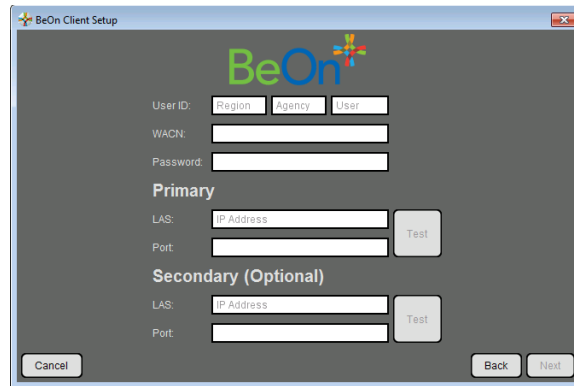 BeOn Client Setup
BeOn
User ID: Region Agency User
WACN:
Password:
Primary
LAS: IP Address
Test
Port:
Secondary (Optional)
LAS: IP Address
Test
Port:
Cancel Back Next